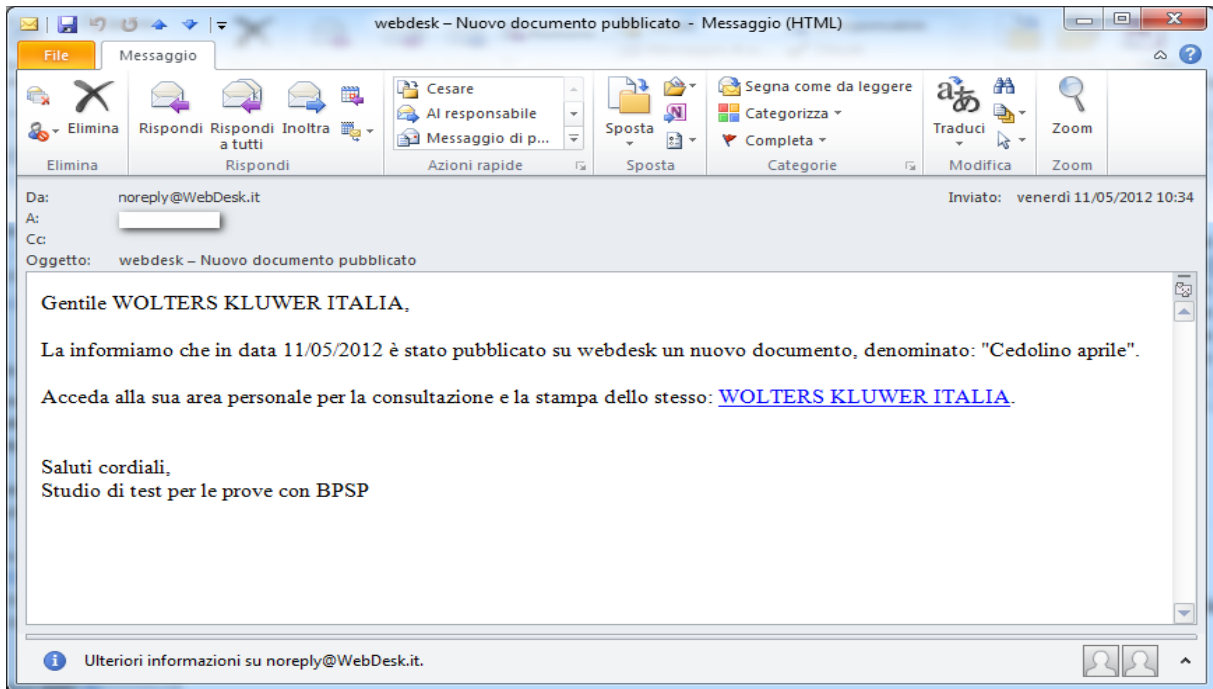 webdesk – Nuovo documento pubblicato - Messaggio (HTML)
File Messaggio
Elimina
Rispondi Rispondi a tutti Inoltra
Cesare
Al responsabile
Messaggio di p...
Sposta
Segna come da leggere
Categorizza
Completa
Traduci
Zoom
Elimina Rispondi Azioni rapide Sposta Categorie Modifica Zoom
Da: noreply@WebDesk.it Inviato: venerdì 11/05/2012 10:34
A:
Cc:
Oggetto: webdesk – Nuovo documento pubblicato
Gentile WOLTERS KLUWER ITALIA,
La informiamo che in data 11/05/2012 è stato pubblicato su webdesk un nuovo documento, denominato: "Cedolino aprile".
Acceda alla sua area personale per la consultazione e la stampa dello stesso: WOLTERS KLUWER ITALIA.
Saluti cordiali,
Studio di test per le prove con BPSP
Ulteriori informazioni su noreply@WebDesk.it.